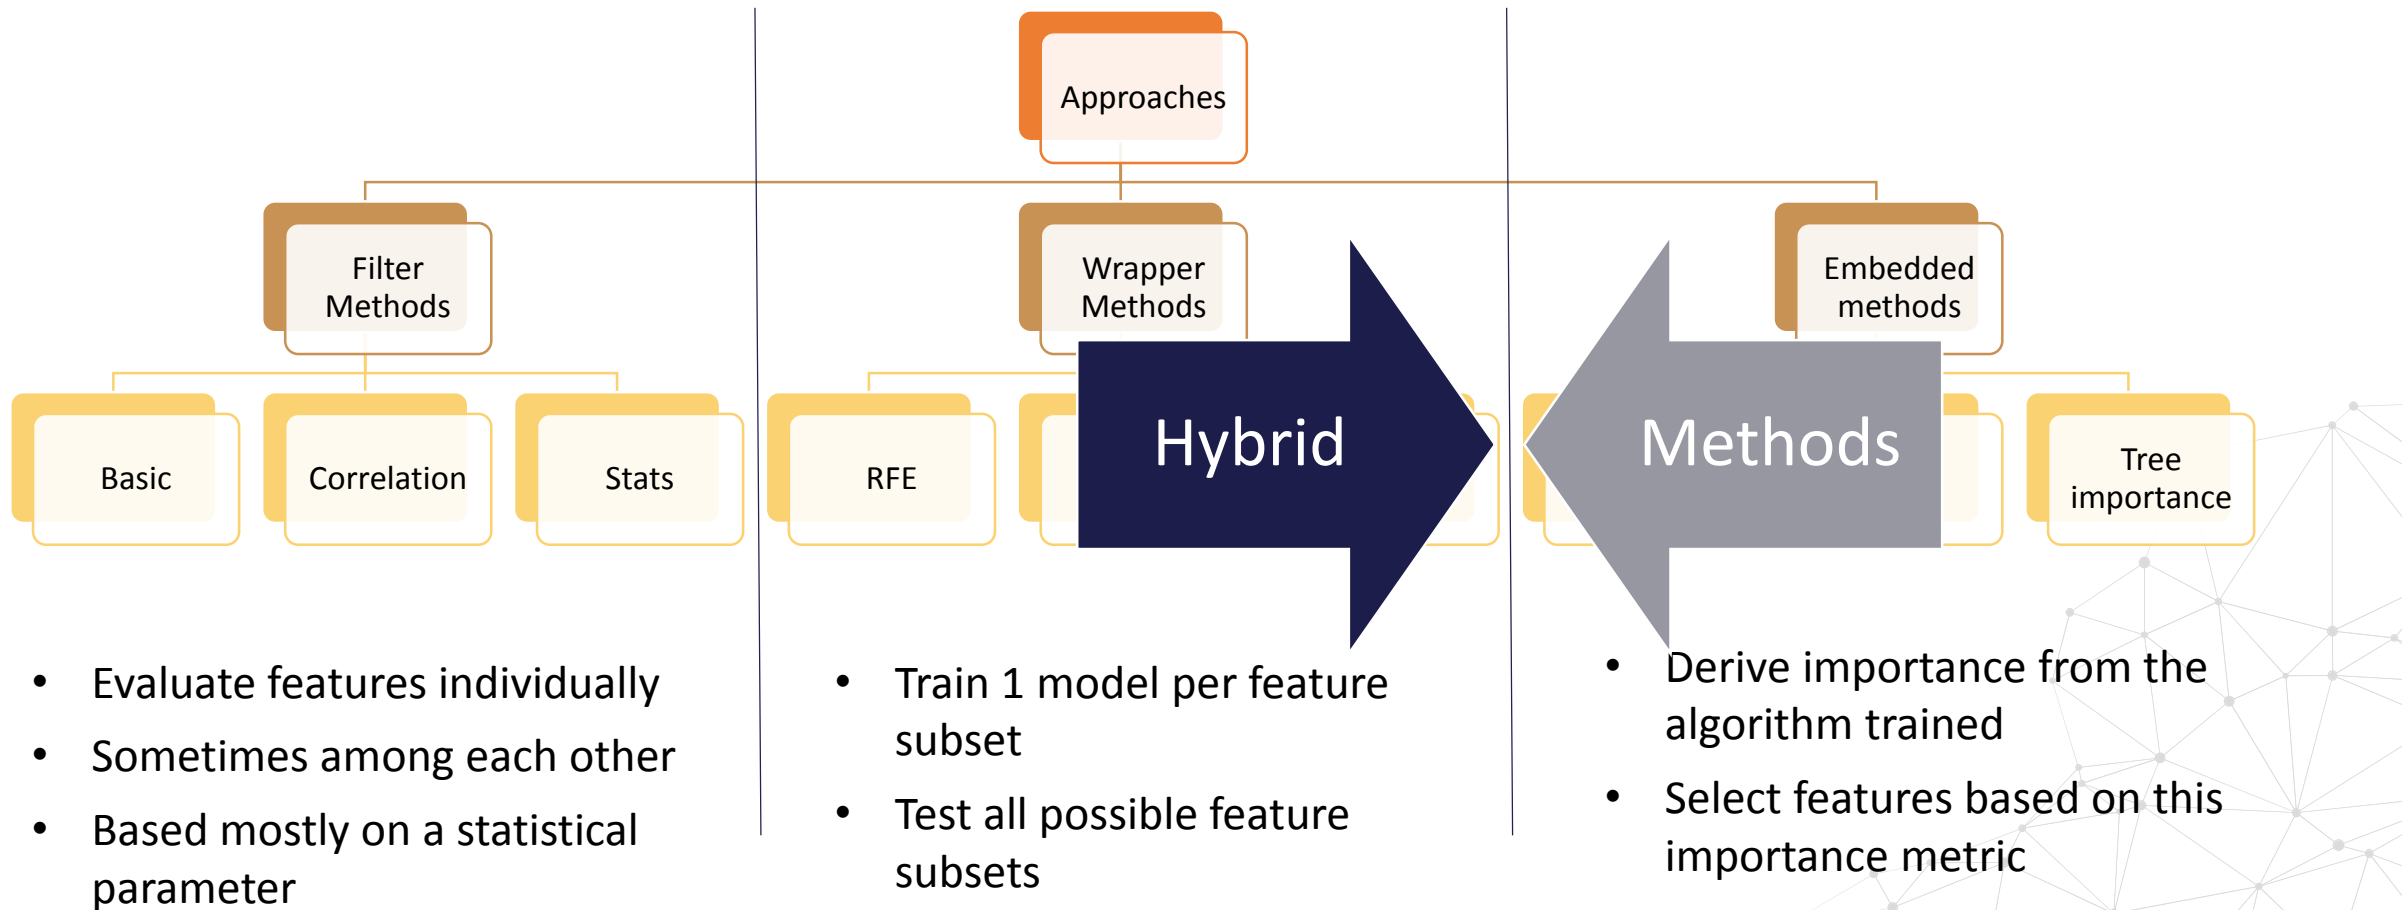 Approaches
Filter
Methods
Wrapper
Methods
Embedded
methods
Basic
Correlation
Stats
RFE
Hybrid
Methods
Tree
importance
• Evaluate features individually
• Sometimes among each other
• Based mostly on a statistical
parameter
• Train 1 model per feature
subset
• Test all possible feature
subsets
• Derive importance from the
algorithm trained
• Select features based on this
importance metric